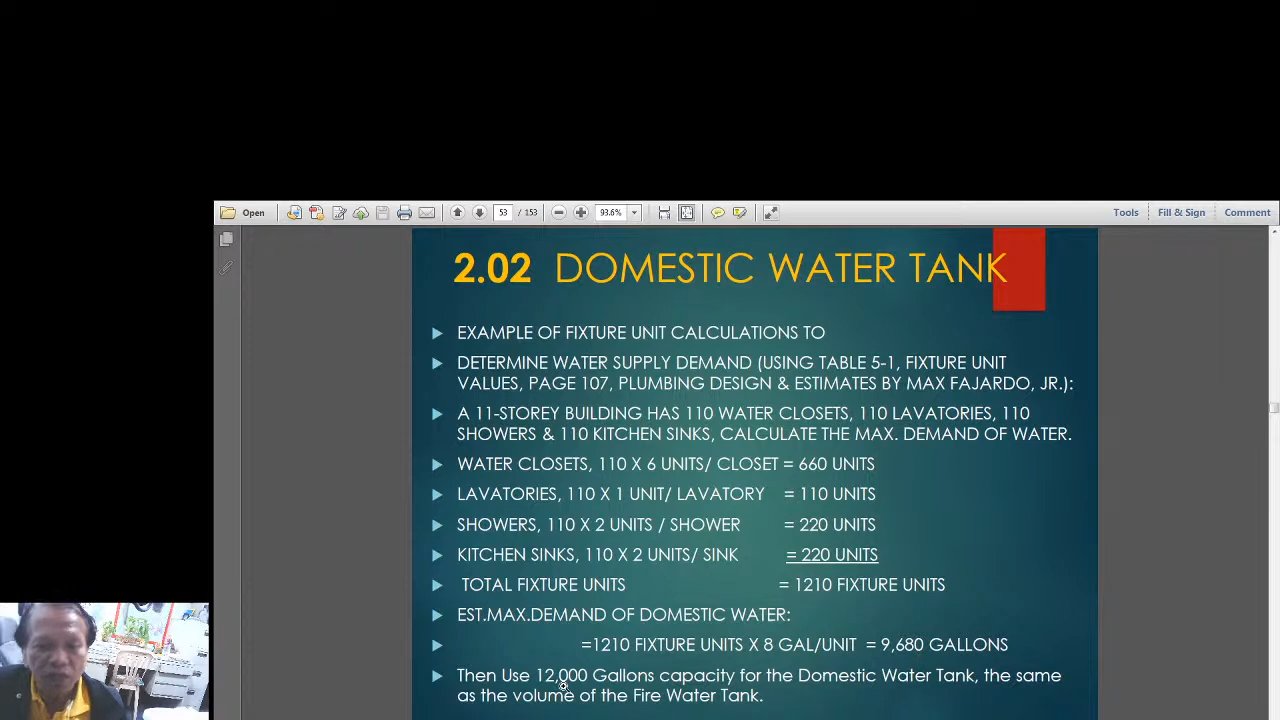 Open
53 / 153
93.6%
Tools
Fill & Sign
Comment
2.02 DOMESTIC WATER TANK
EXAMPLE OF FIXTURE UNIT CALCULATIONS TO
DETERMINE WATER SUPPLY DEMAND (USING TABLE 5-1, FIXTURE UNIT
VALUES, PAGE 107, PLUMBING DESIGN & ESTIMATES BY MAX FAJARDO, JR.):
A 11-STOREY BUILDING HAS 110 WATER CLOSETS, 110 LAVATORIES, 110
SHOWERS & 110 KITCHEN SINKS, CALCULATE THE MAX. DEMAND OF WATER.
WATER CLOSETS, 110 X 6 UNITS/ CLOSET = 660 UNITS
LAVATORIES, 110 X 1 UNIT/ LAVATORY = 110 UNITS
SHOWERS, 110 X 2 UNITS / SHOWER = 220 UNITS
KITCHEN SINKS, 110 X 2 UNITS/ SINK = 220 UNITS
TOTAL FIXTURE UNITS = 1210 FIXTURE UNITS
EST.MAX.DEMAND OF DOMESTIC WATER:
=1210 FIXTURE UNITS X 8 GAL/UNIT = 9,680 GALLONS
Then Use 12,000 Gallons capacity for the Domestic Water Tank, the same
as the volume of the Fire Water Tank.